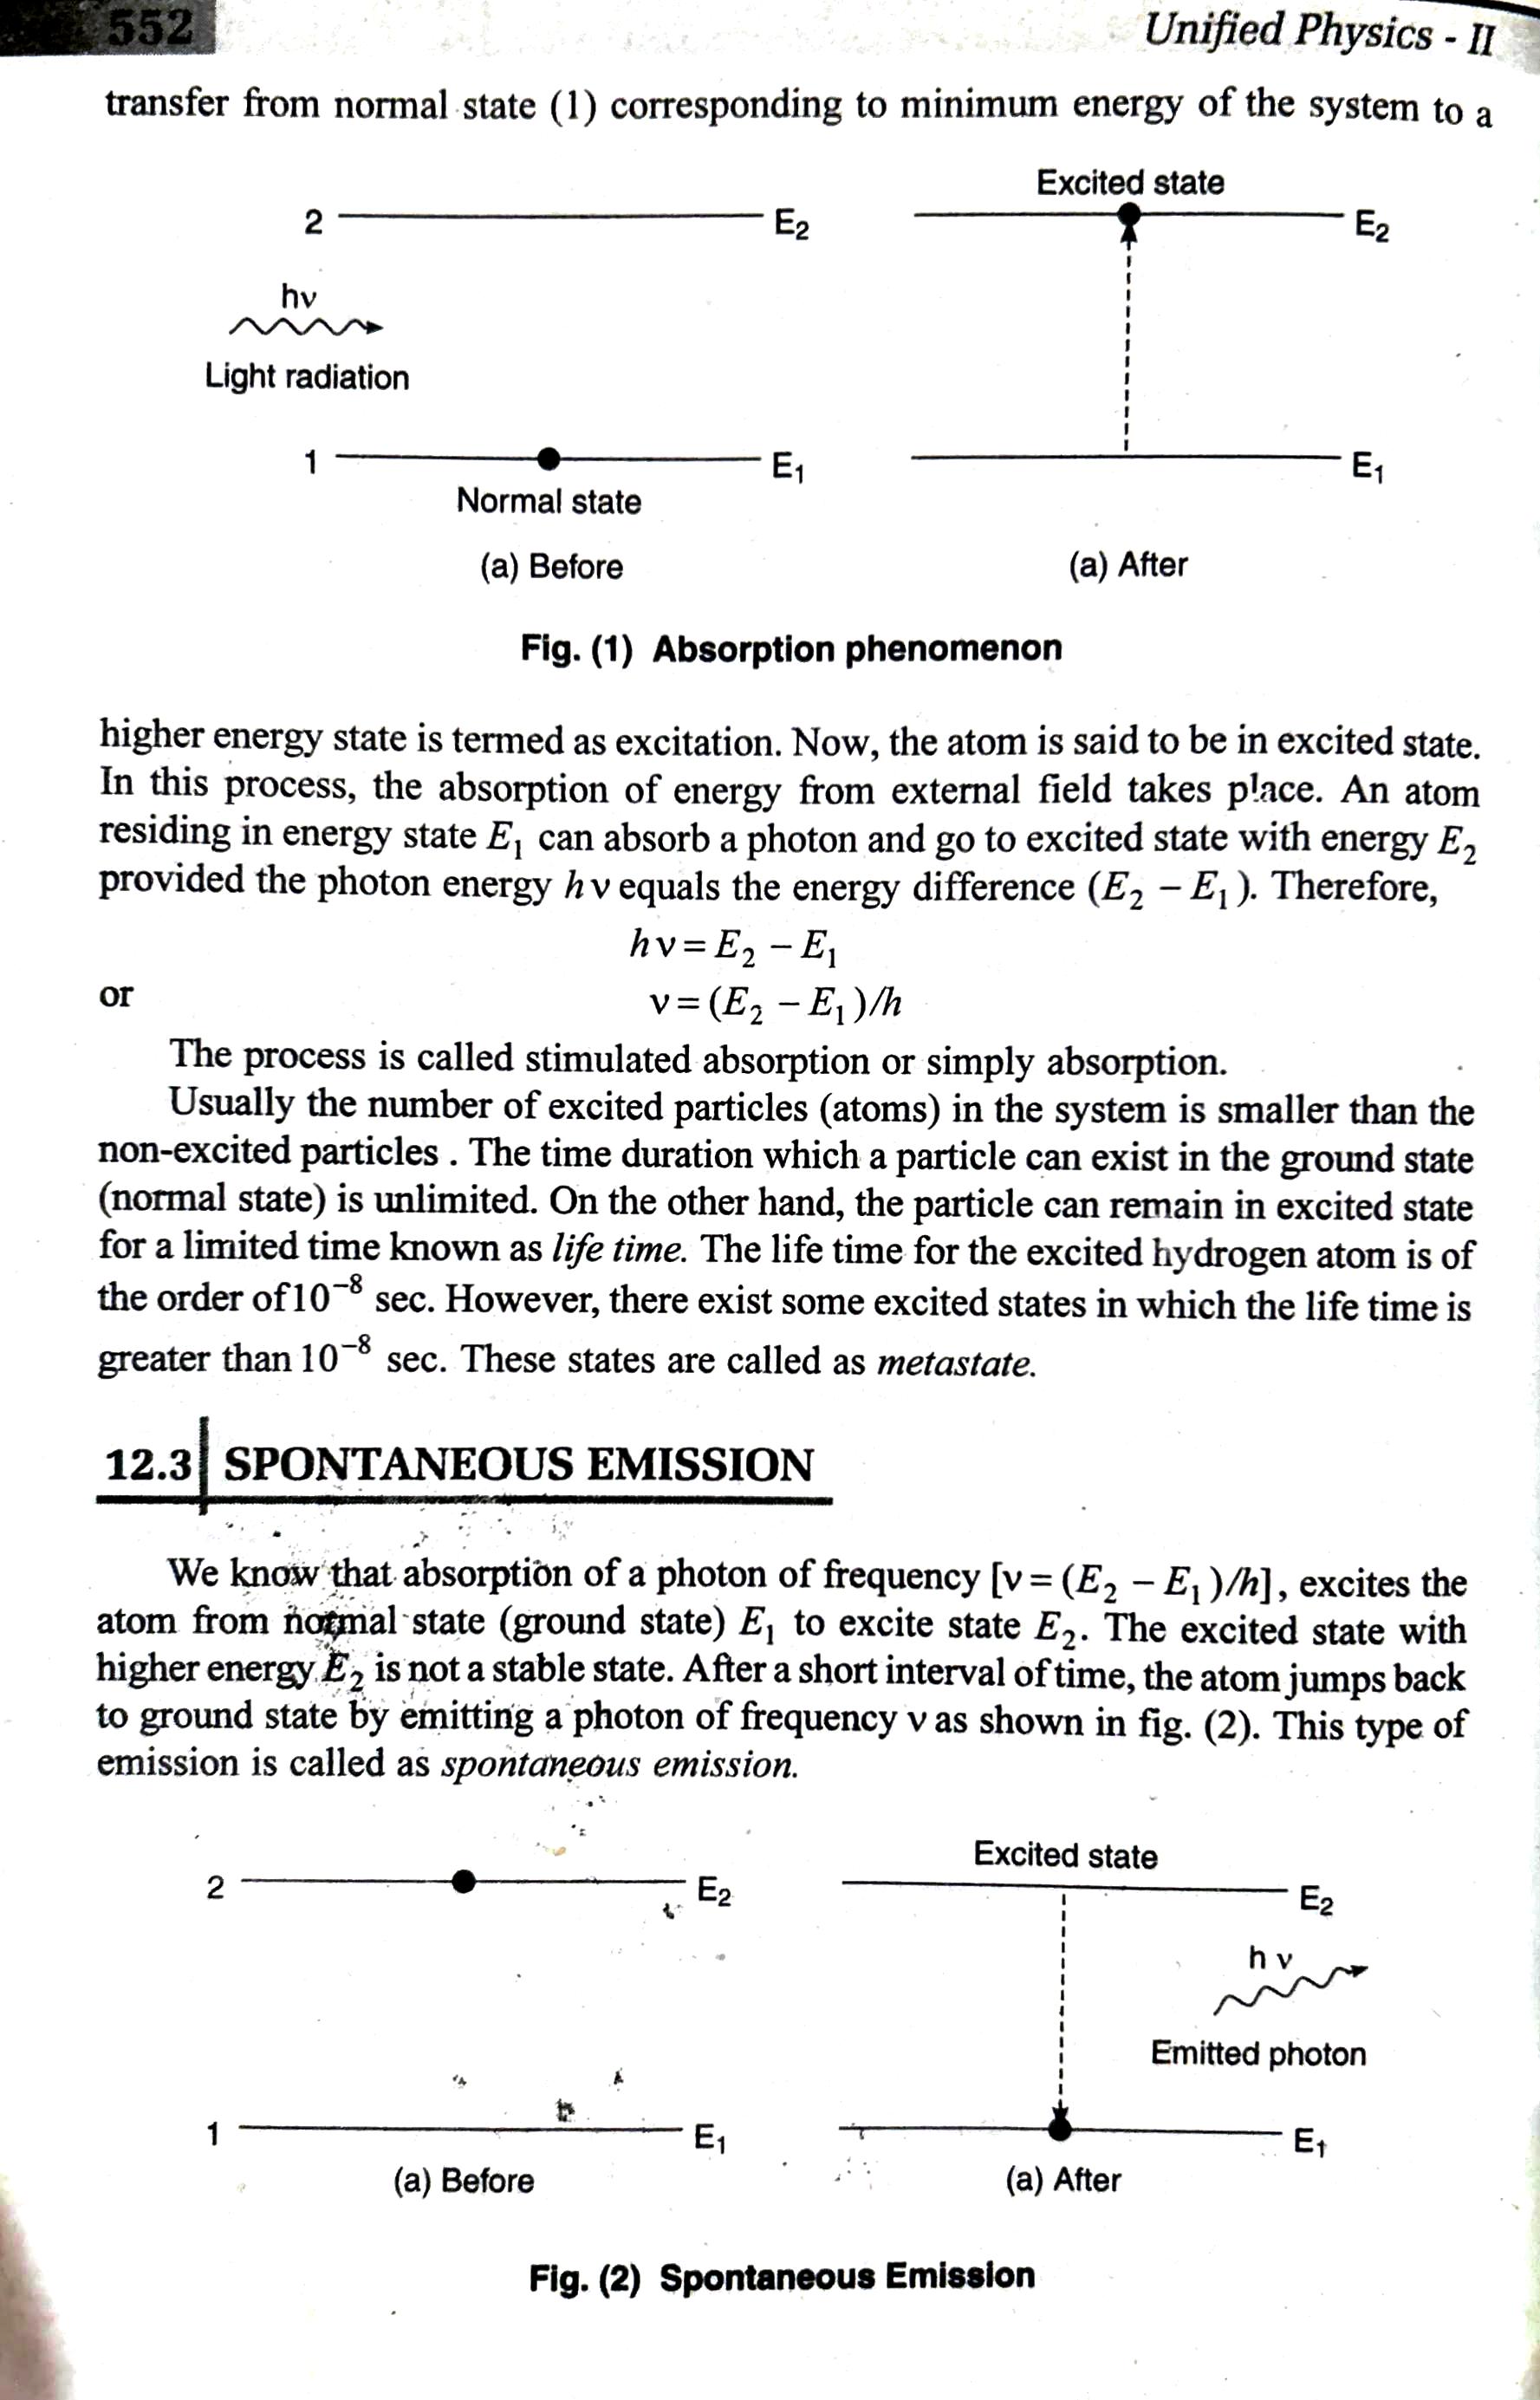 552
Unified Physics - II
transfer from normal state (1) corresponding to minimum energy of the system to a
Excited state
2 E₂
E₂
hν
Light radiation
1 E₁
E₁
Normal state
(a) Before
(a) After
Fig. (1) Absorption phenomenon
higher energy state is termed as excitation. Now, the atom is said to be in excited state.
In this process, the absorption of energy from external field takes place. An atom
residing in energy state E₁ can absorb a photon and go to excited state with energy E₂
provided the photon energy hν equals the energy difference (E₂ − E₁). Therefore,
hν = E₂ − E₁
or ν = (E₂ − E₁)/h
The process is called stimulated absorption or simply absorption.
Usually the number of excited particles (atoms) in the system is smaller than the
non-excited particles . The time duration which a particle can exist in the ground state
(normal state) is unlimited. On the other hand, the particle can remain in excited state
for a limited time known as life time. The life time for the excited hydrogen atom is of
the order of 10⁻⁸ sec. However, there exist some excited states in which the life time is
greater than 10⁻⁸ sec. These states are called as metastate.
12.3 SPONTANEOUS EMISSION
We know that absorption of a photon of frequency [ν = (E₂ − E₁)/h], excites the
atom from normal state (ground state) E₁ to excite state E₂. The excited state with
higher energy E₂ is not a stable state. After a short interval of time, the atom jumps back
to ground state by emitting a photon of frequency ν as shown in fig. (2). This type of
emission is called as spontaneous emission.
Excited state
2 E₂
E₂
hν
Emitted photon
1 E₁
E₁
(a) Before
(a) After
Fig. (2) Spontaneous Emission